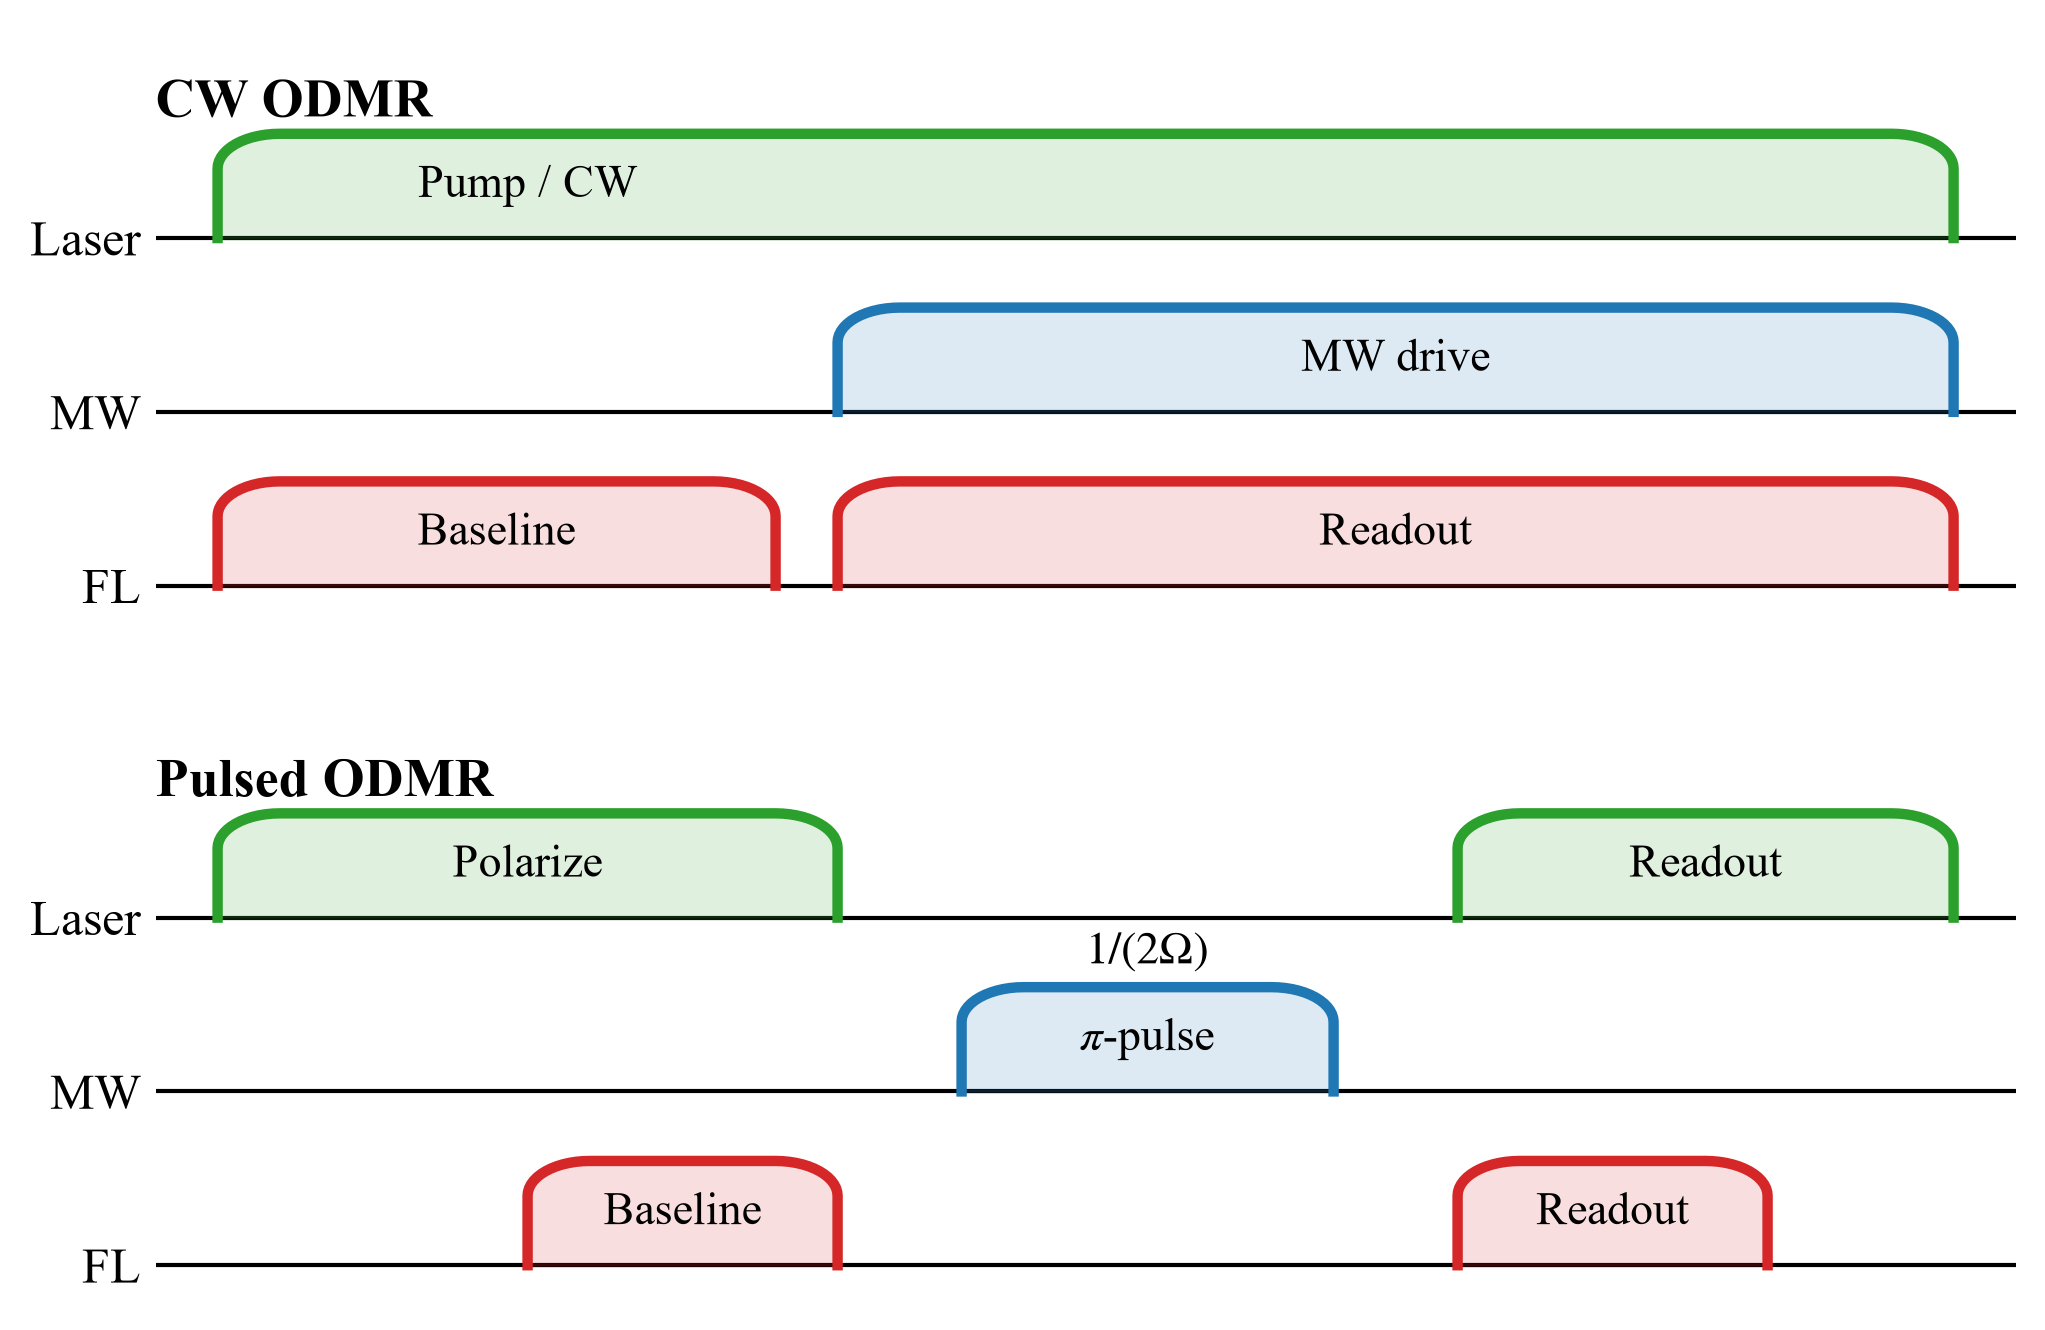 CW ODMR
Pump / CW
Laser
MW drive
MW
Baseline
Readout
FL
Pulsed ODMR
Polarize
Readout
Laser
1/(2Ω)
π-pulse
MW
Baseline
Readout
FL